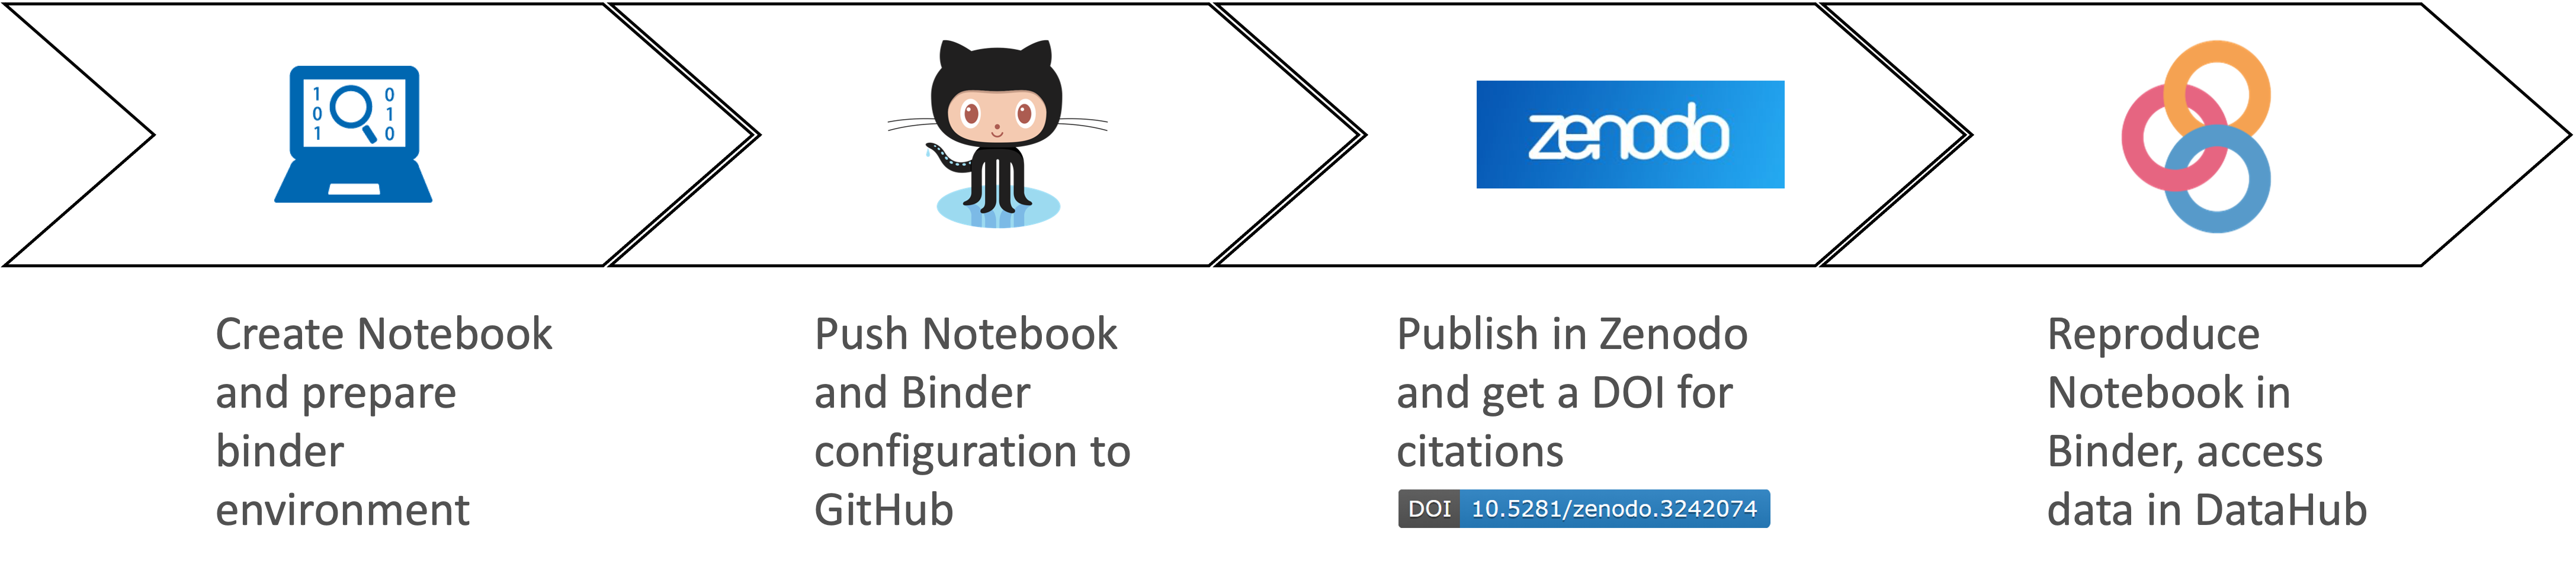 1 0
0 1
1 0
zenodo
Create Notebook
and prepare
binder
environment
Push Notebook
and Binder
configuration to
GitHub
Publish in Zenodo
and get a DOI for
citations
DOI 10.5281/zenodo.3242074
Reproduce
Notebook in
Binder, access
data in DataHub